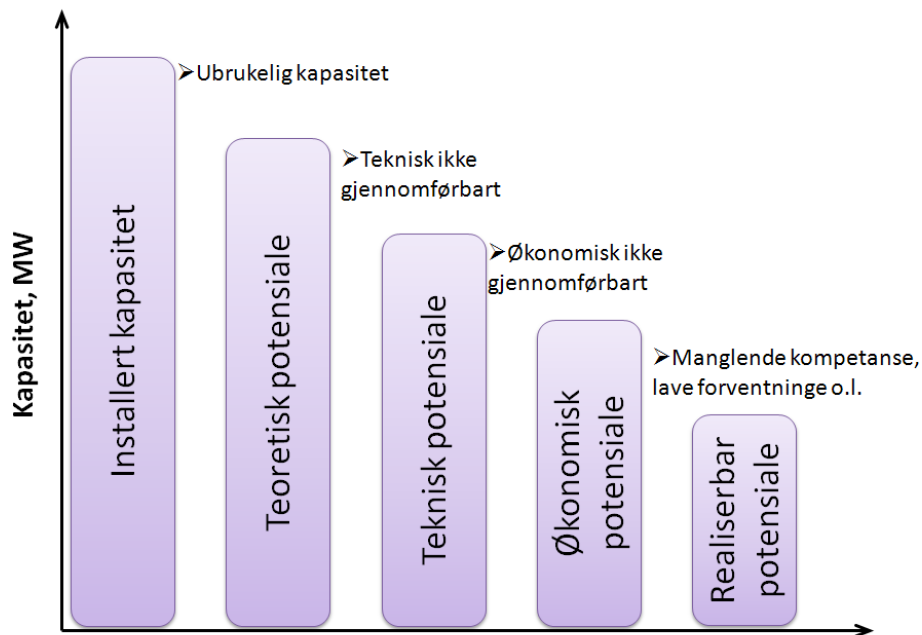 Kapasitet, MW
Installert kapasitet
➢Ubrukelig kapasitet
Teoretisk potensiale
➢Teknisk ikke
gjennomførbart
Teknisk potensiale
➢Økonomisk ikke
gjennomførbart
Økonomisk
potensiale
➢Manglende kompetanse,
lave forventninge o.l.
Realiserbar
potensiale